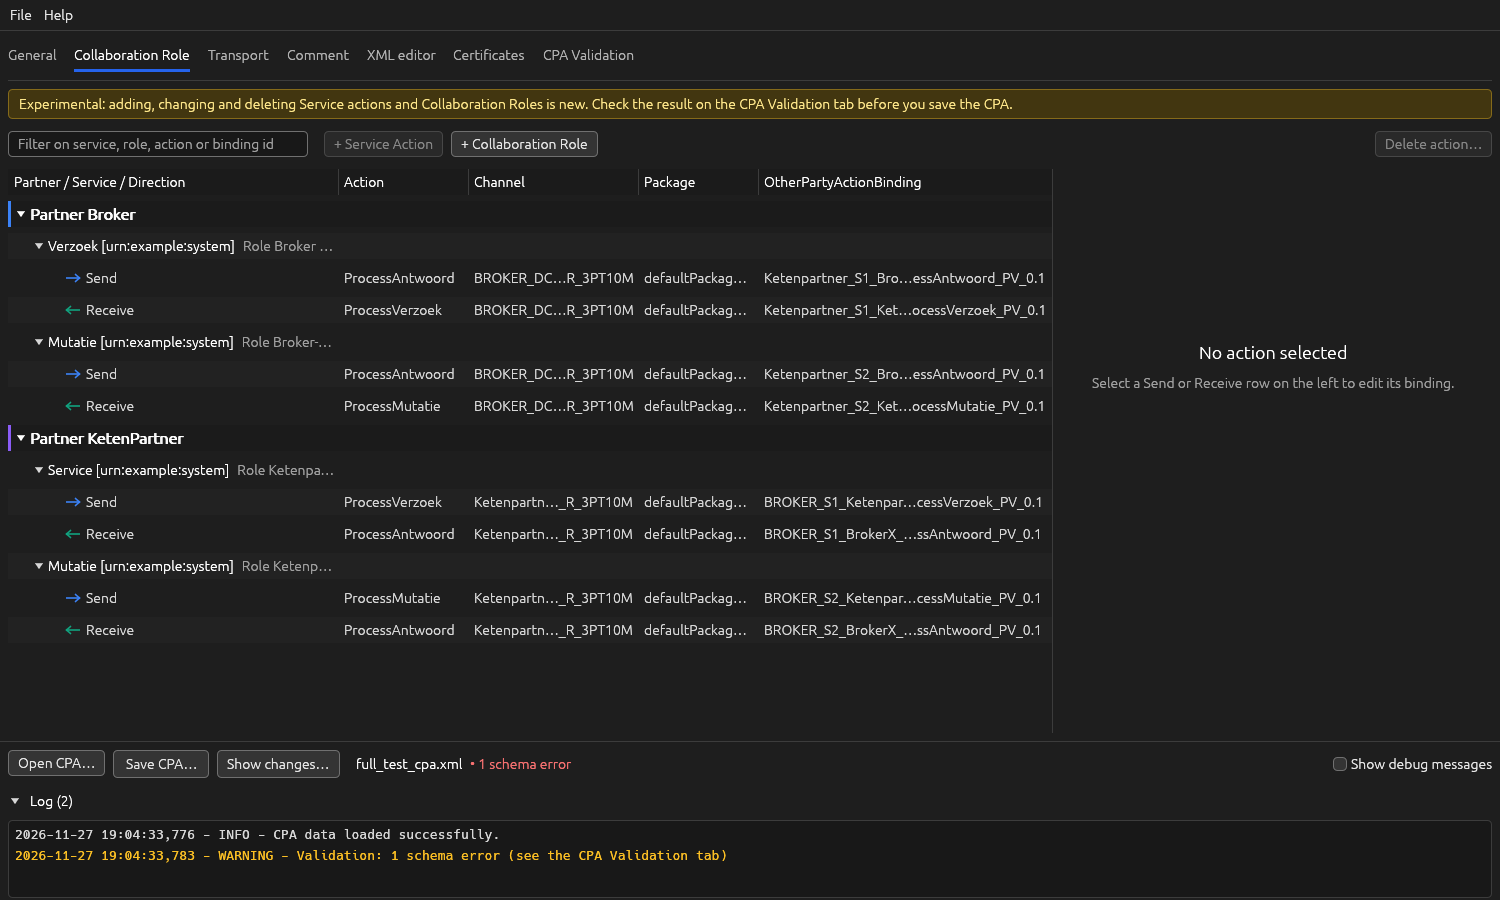 File Help
General Collaboration Role Transport Comment XML editor Certificates CPA Validation
Experimental: adding, changing and deleting Service actions and Collaboration Roles is new. Check the result on the CPA Validation tab before you save the CPA.
Filter on service, role, action or binding id + Service Action + Collaboration Role Delete action…
Partner / Service / Direction Action Channel Package OtherPartyActionBinding
Partner Broker
Verzoek [urn:example:system] Role Broker …
Send ProcessAntwoord BROKER_DC…R_3PT10M defaultPackag… Ketenpartner_S1_Bro…essAntwoord_PV_0.1
Receive ProcessVerzoek BROKER_DC…R_3PT10M defaultPackag… Ketenpartner_S1_Ket…ocessVerzoek_PV_0.1
Mutatie [urn:example:system] Role Broker-…
Send ProcessAntwoord BROKER_DC…R_3PT10M defaultPackag… Ketenpartner_S2_Bro…essAntwoord_PV_0.1
Receive ProcessMutatie BROKER_DC…R_3PT10M defaultPackag… Ketenpartner_S2_Ket…ocessMutatie_PV_0.1
Partner KetenPartner
Service [urn:example:system] Role Ketenpa…
Send ProcessVerzoek Ketenpartn…_R_3PT10M defaultPackag… BROKER_S1_Ketenpar…cessVerzoek_PV_0.1
Receive ProcessAntwoord Ketenpartn…_R_3PT10M defaultPackag… BROKER_S1_BrokerX_…ssAntwoord_PV_0.1
Mutatie [urn:example:system] Role Ketenp…
Send ProcessMutatie Ketenpartn…_R_3PT10M defaultPackag… BROKER_S2_Ketenpar…cessMutatie_PV_0.1
Receive ProcessAntwoord Ketenpartn…_R_3PT10M defaultPackag… BROKER_S2_BrokerX_…ssAntwoord_PV_0.1
No action selected
Select a Send or Receive row on the left to edit its binding.
Open CPA… Save CPA… Show changes… full_test_cpa.xml • 1 schema error Show debug messages
Log (2)
2026-11-27 19:04:33,776 - INFO - CPA data loaded successfully.
2026-11-27 19:04:33,783 - WARNING - Validation: 1 schema error (see the CPA Validation tab)